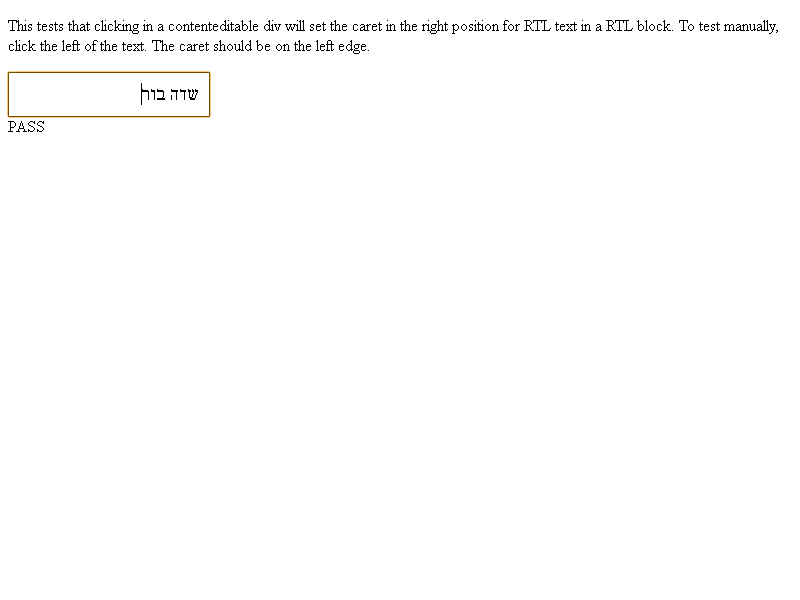 This tests that clicking in a contenteditable div will set the caret in the right position for RTL text in a RTL block. To test manually,
click the left of the text. The caret should be on the left edge.
שדה בוק
PASS